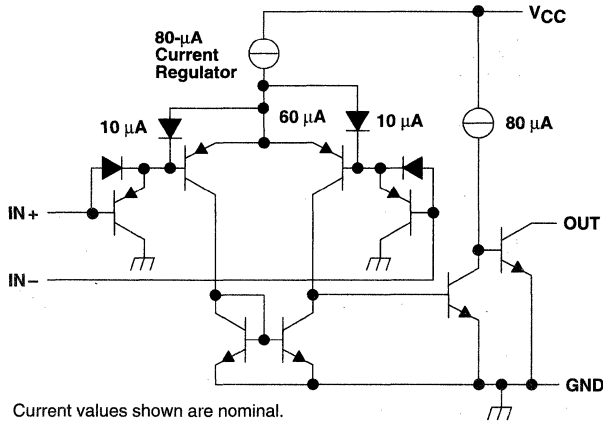 VCC
80-µA
Current
Regulator
10 µA
60 µA
10 µA
80 µA
IN+
OUT
IN−
GND
Current values shown are nominal.